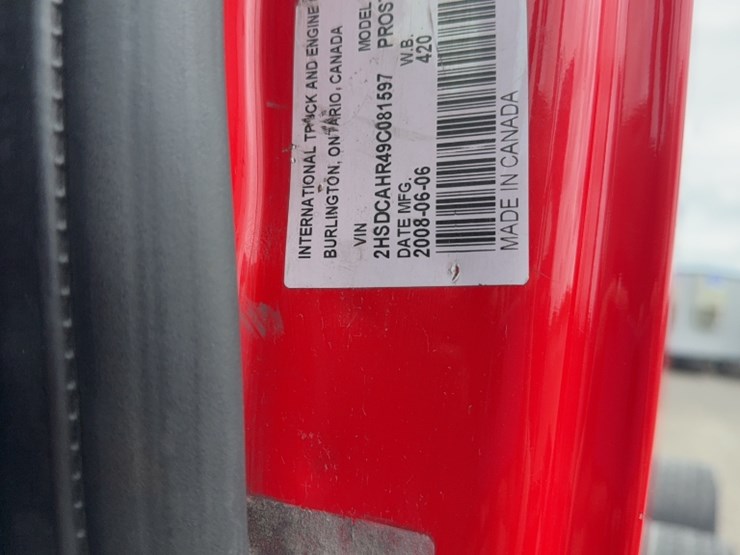 INTERNATIONAL TRUCK AND ENGINE
BURLINGTON, ONTARIO, CANADA
VIN MODEL
2HSDCAHR49C081597 PROS
DATE MFG. W.B.
2008-06-06 420
MADE IN CANADA